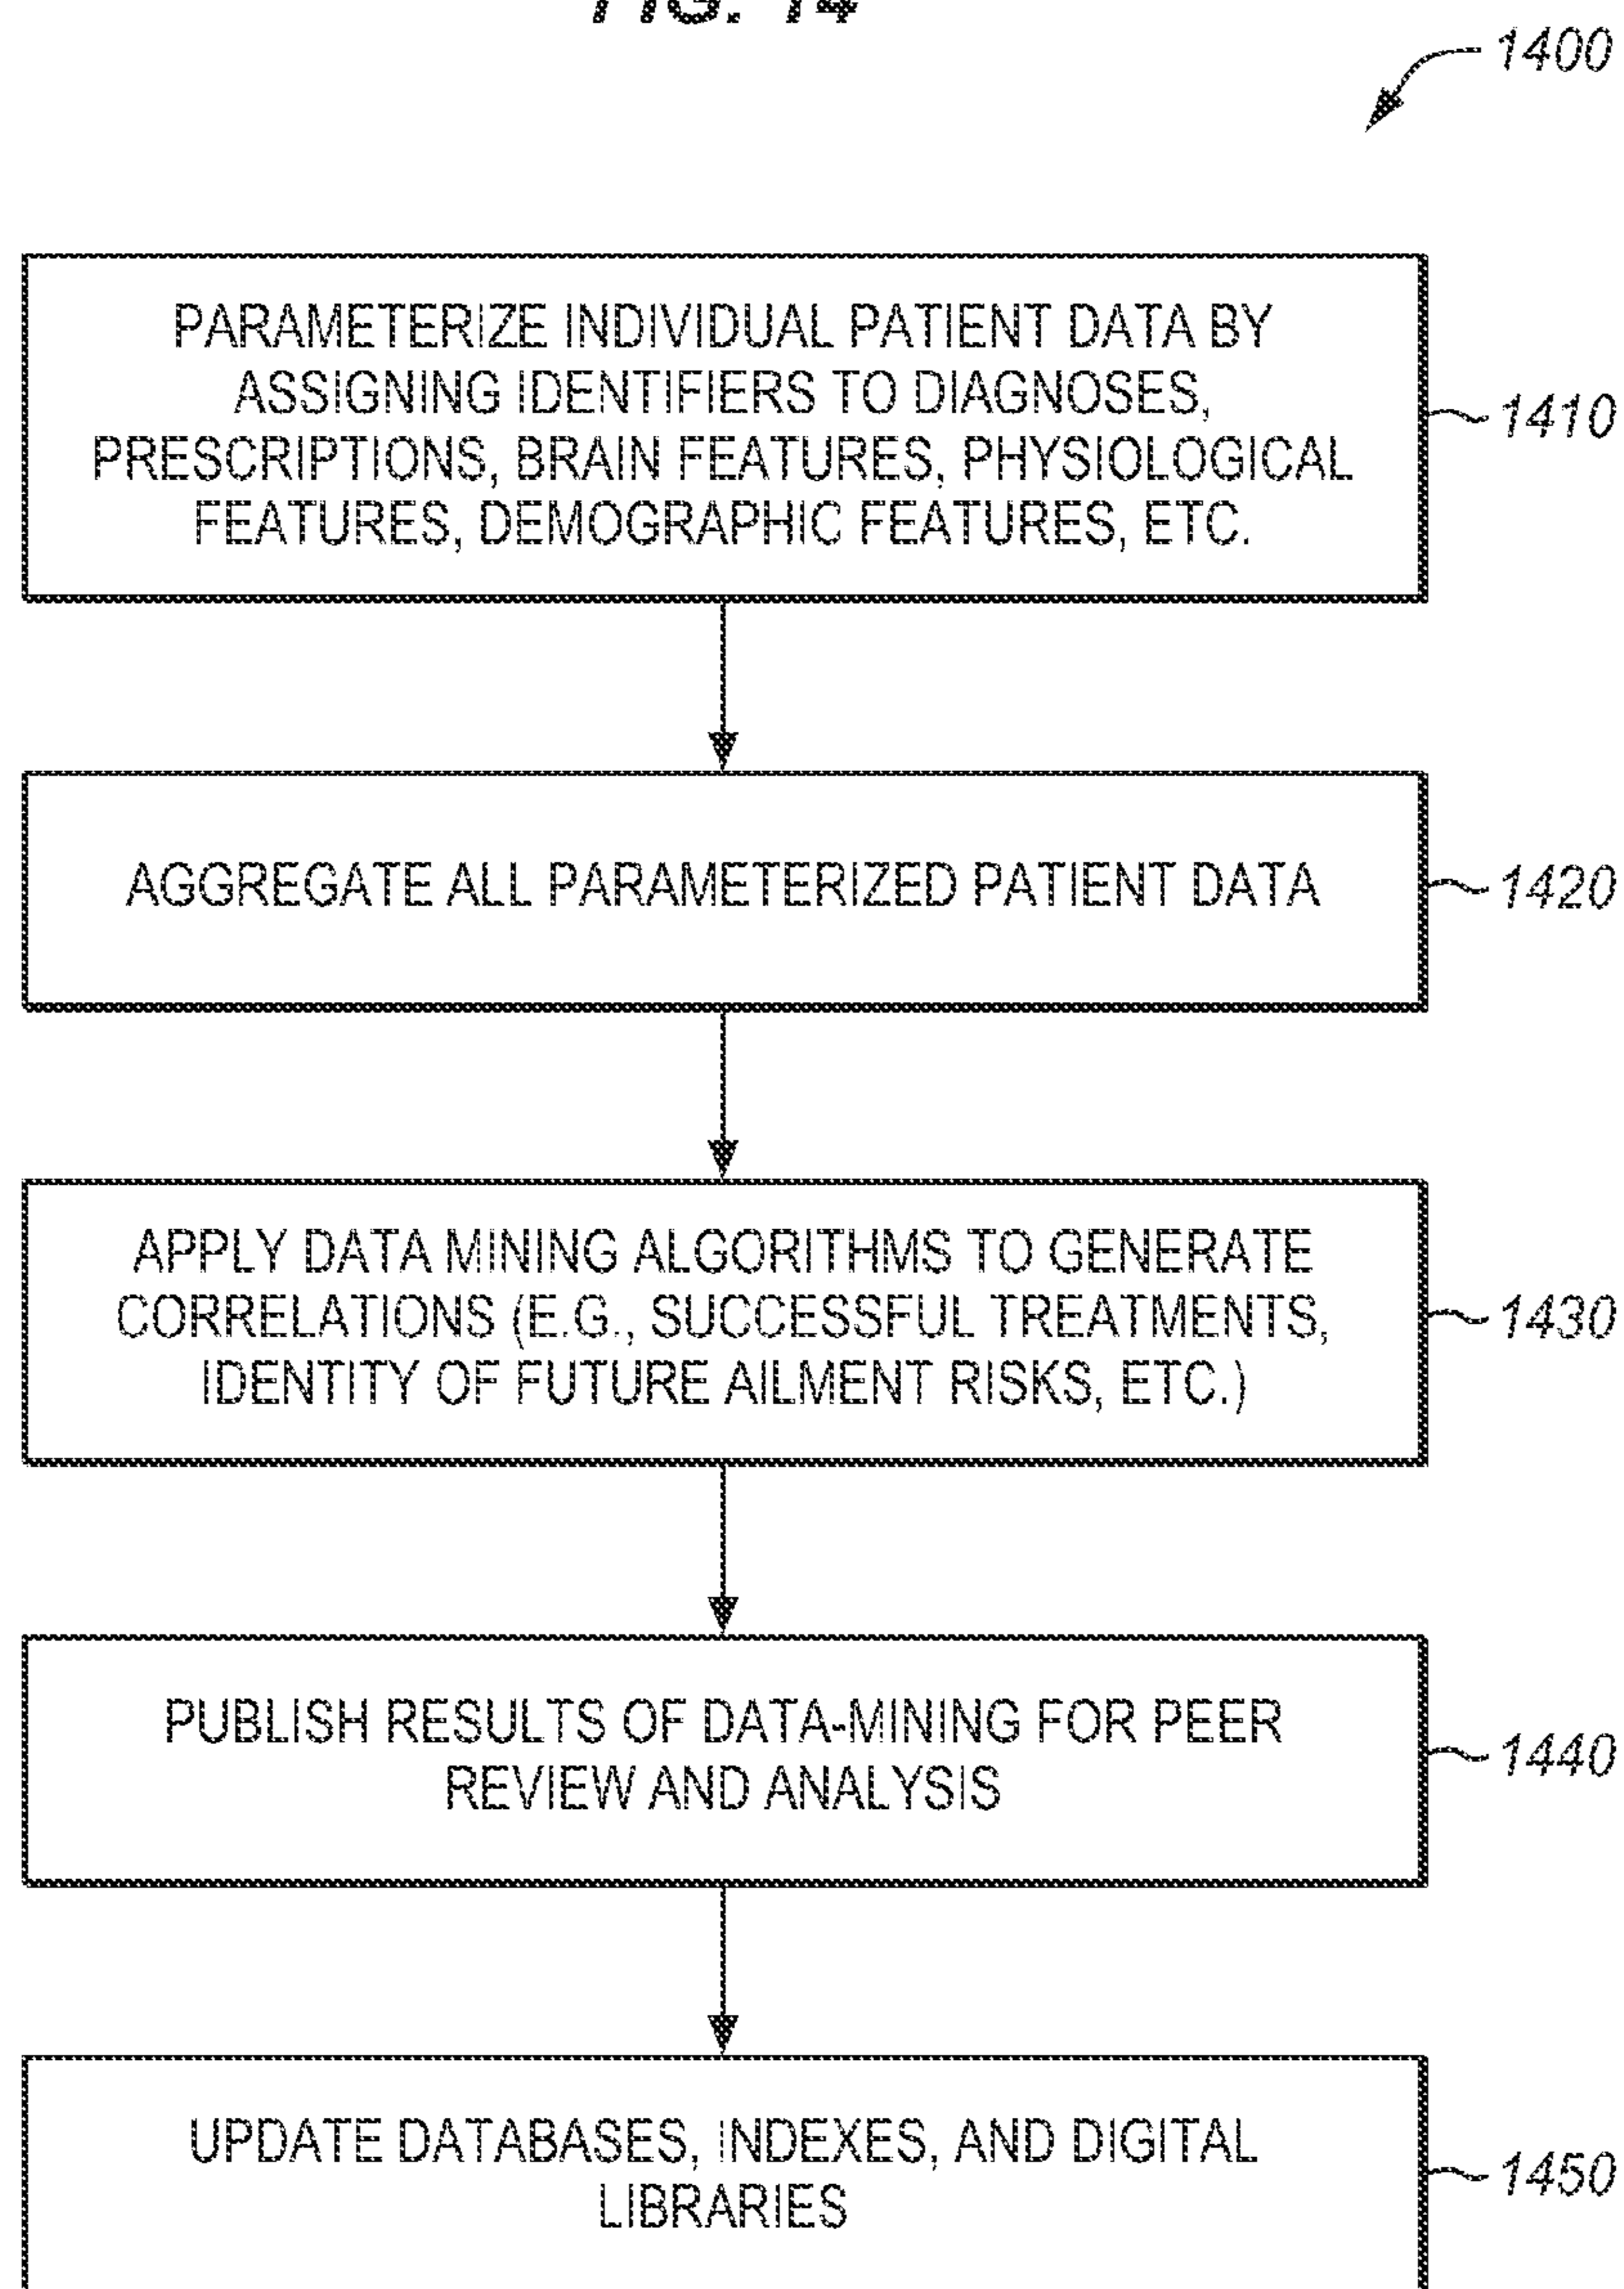 FIG. 14
1400
PARAMETERIZE INDIVIDUAL PATIENT DATA BY
ASSIGNING IDENTIFIERS TO DIAGNOSES,
PRESCRIPTIONS, BRAIN FEATURES, PHYSIOLOGICAL
FEATURES, DEMOGRAPHIC FEATURES, ETC.
1410
AGGREGATE ALL PARAMETERIZED PATIENT DATA
1420
APPLY DATA MINING ALGORITHMS TO GENERATE
CORRELATIONS (E.G., SUCCESSFUL TREATMENTS,
IDENTITY OF FUTURE AILMENT RISKS, ETC.)
1430
PUBLISH RESULTS OF DATA-MINING FOR PEER
REVIEW AND ANALYSIS
1440
UPDATE DATABASES, INDEXES, AND DIGITAL
LIBRARIES
1450